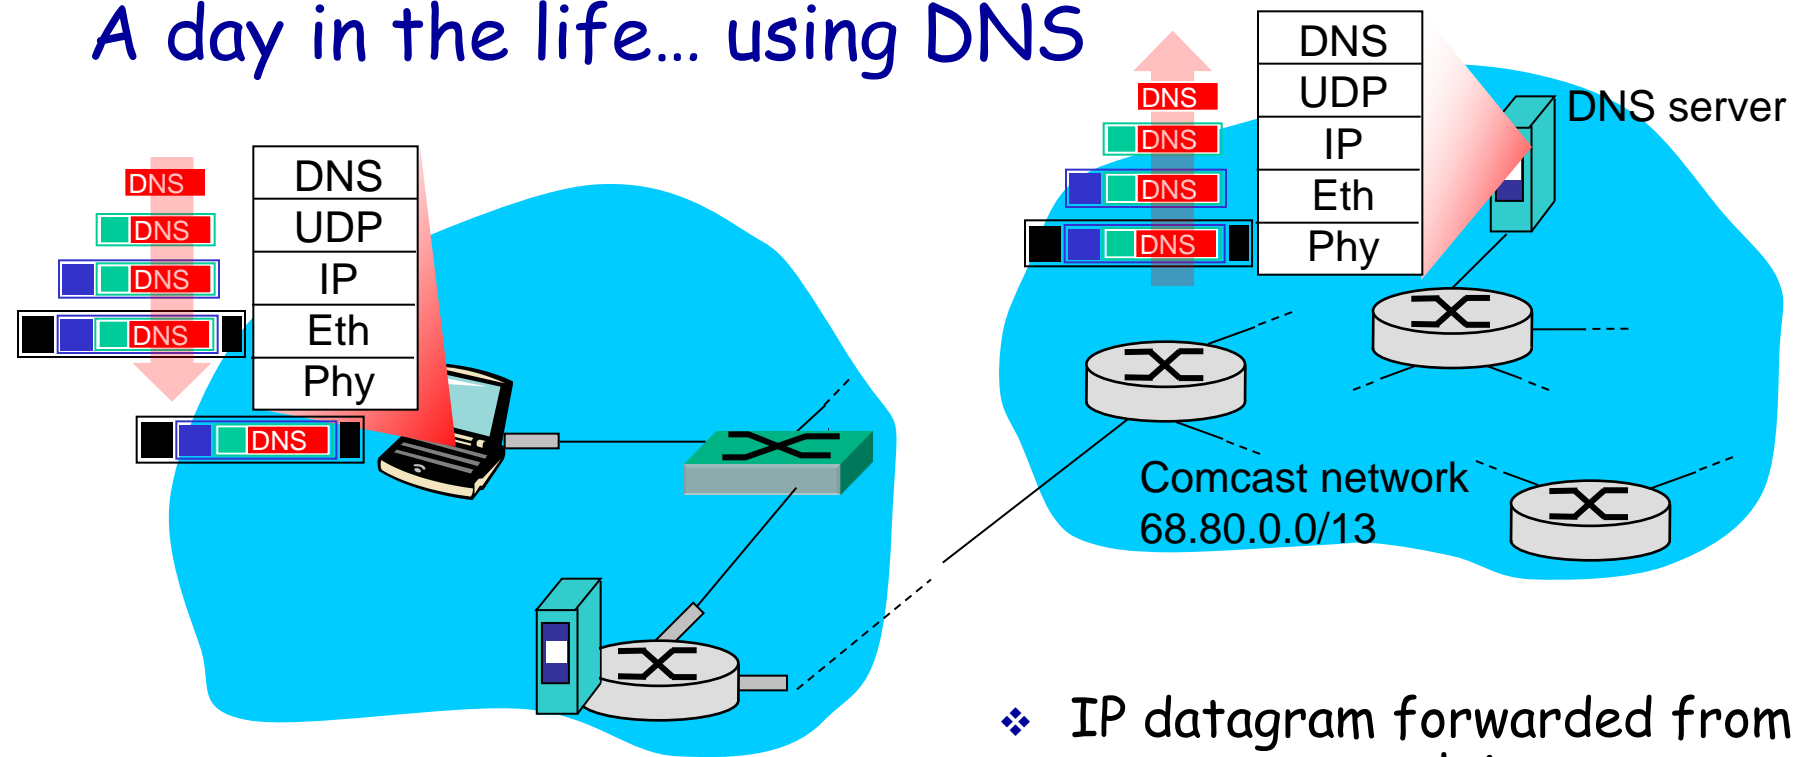 A day in the life... using DNS
DNS
DNS
DNS
DNS
DNS
DNS
UDP
IP
Eth
Phy
DNS
DNS
DNS
DNS
DNS
UDP
IP
Eth
Phy
DNS server
Comcast network
68.80.0.0/13
❖ IP datagram forwarded from